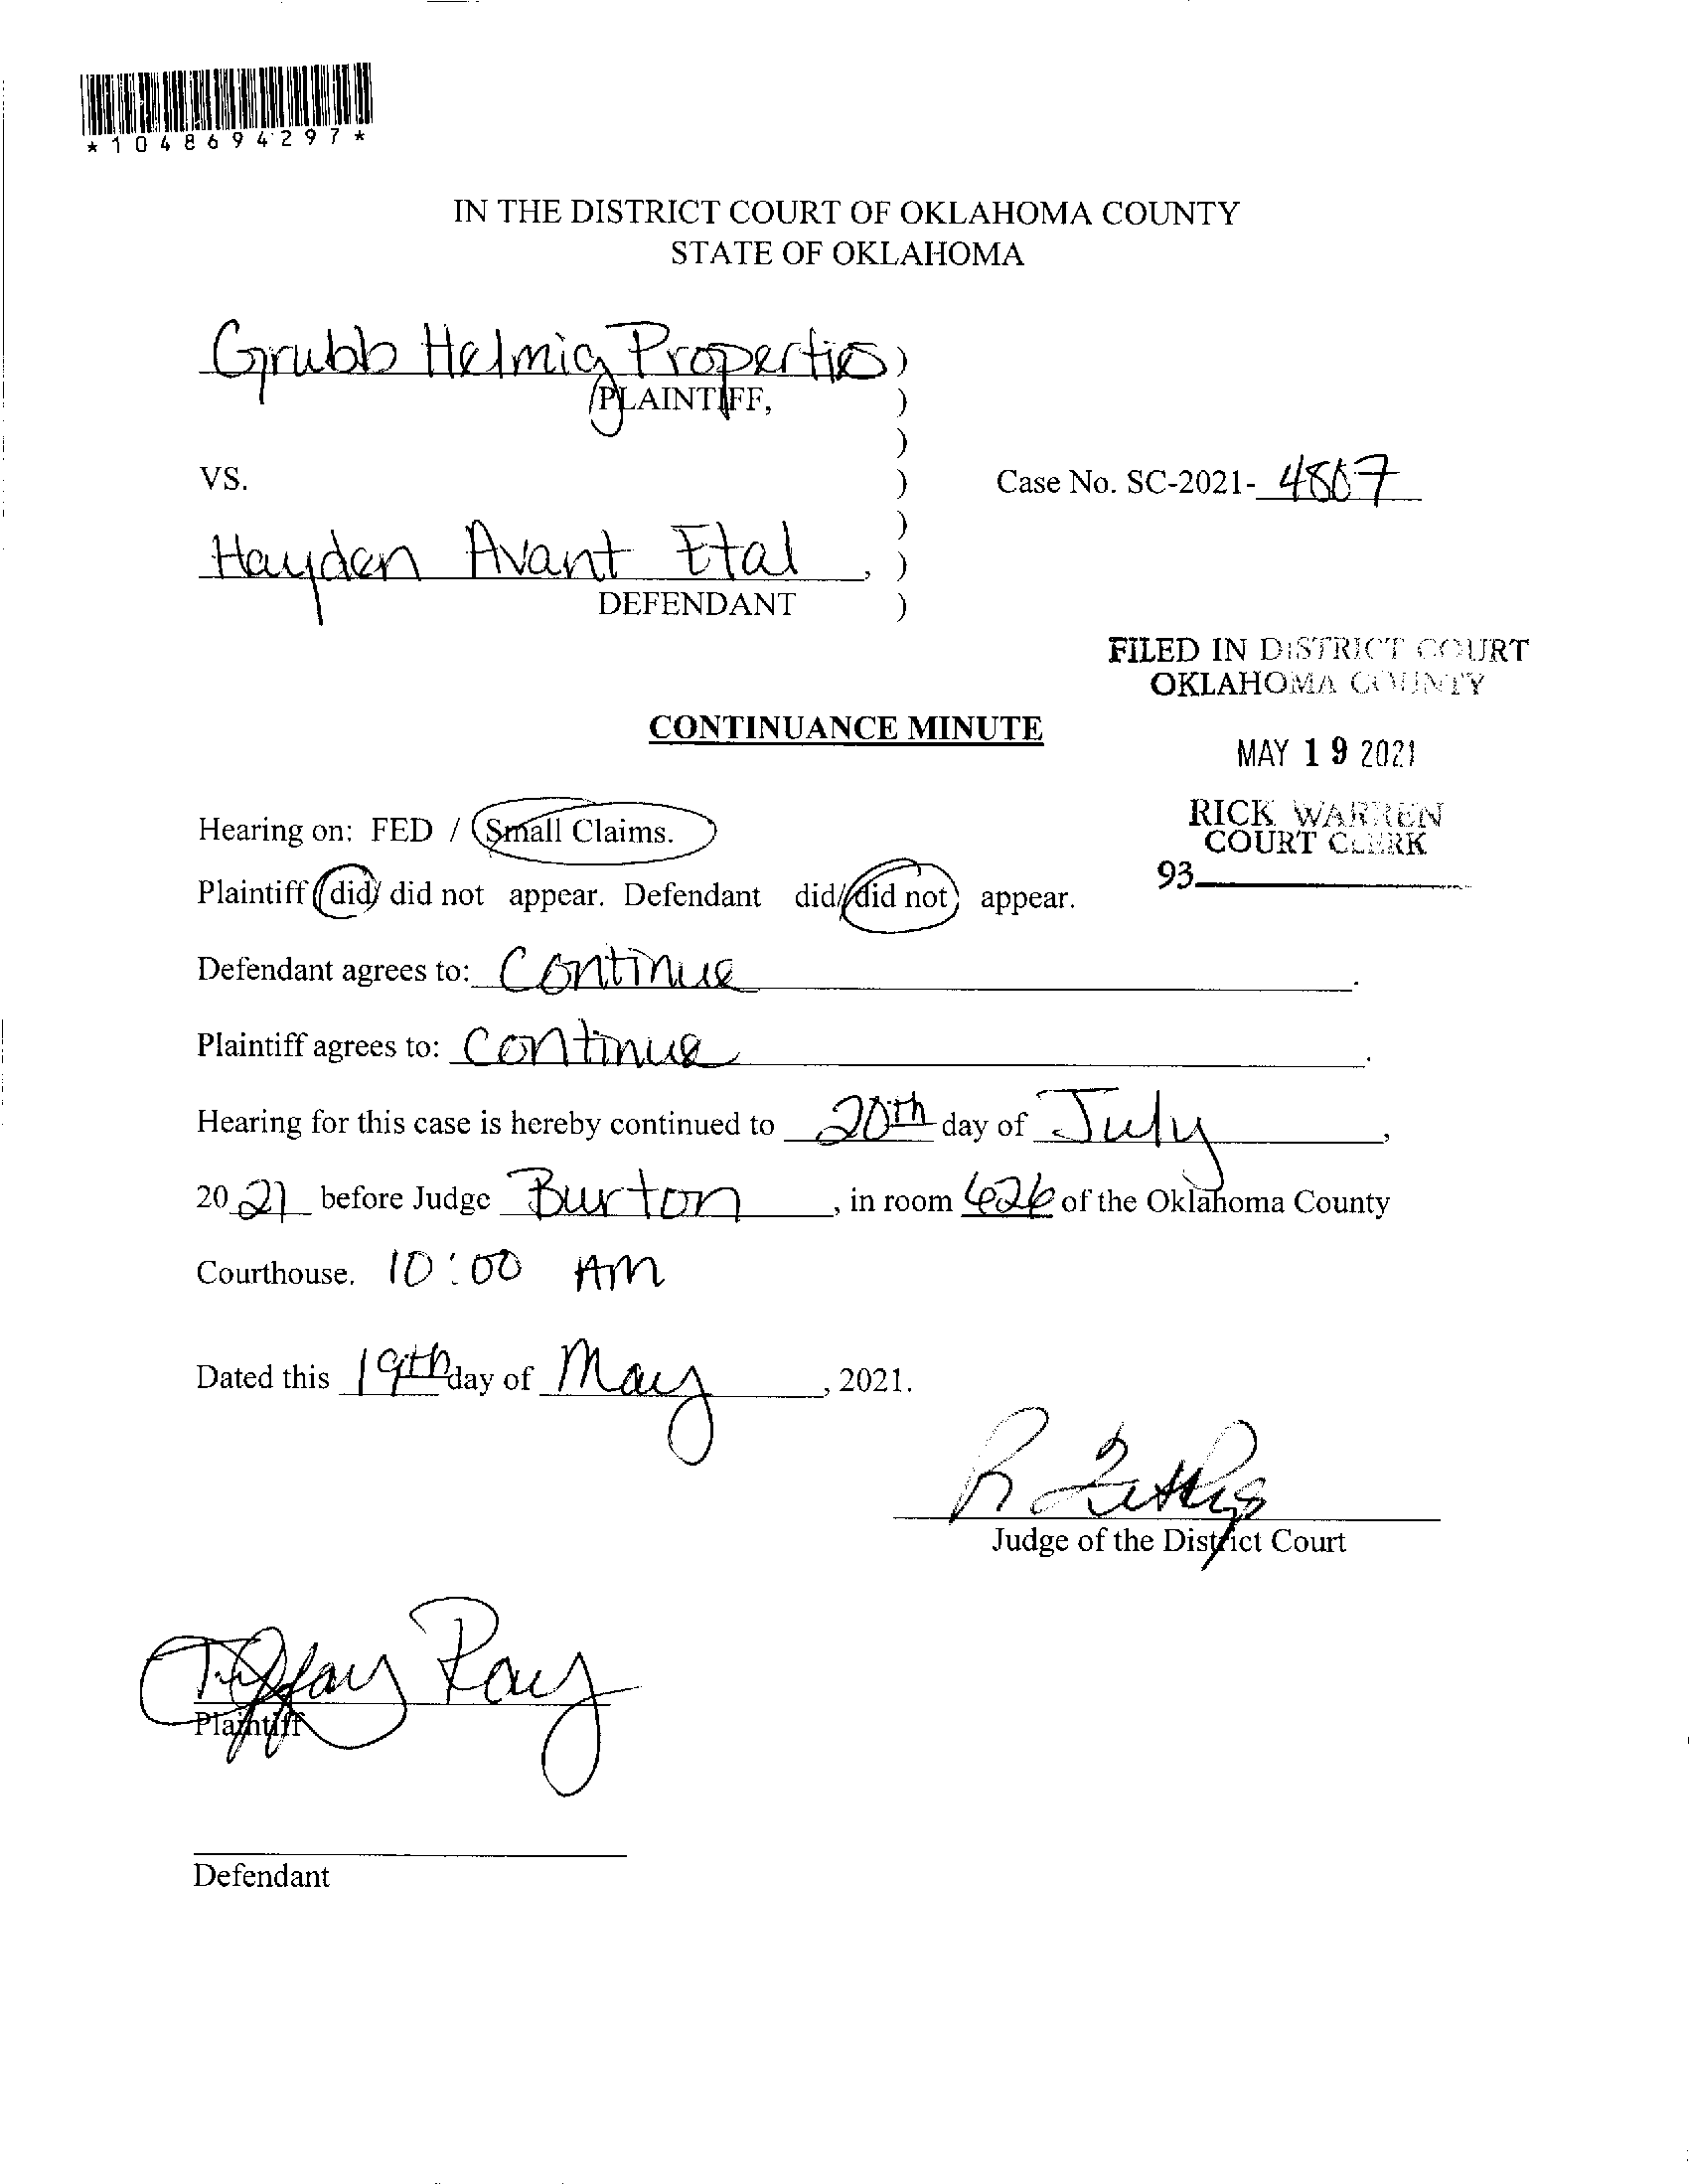 *1048694297*
IN THE DISTRICT COURT OF OKLAHOMA COUNTY
STATE OF OKLAHOMA
Grubb Helmig Properties )
PLAINTIFF, )
)
VS. ) Case No. SC-2021-4807
)
Hayden Avant Etal , )
DEFENDANT )
FILED IN DISTRICT COURT
OKLAHOMA COUNTY
CONTINUANCE MINUTE
MAY 19 2021
RICK WARREN
COURT CLERK
93
Hearing on: FED / Small Claims.
Plaintiff did/ did not appear. Defendant did/did not appear.
Defendant agrees to: Continue .
Plaintiff agrees to: Continue .
Hearing for this case is hereby continued to 20th day of July ,
2021 before Judge Burton , in room 626 of the Oklahoma County
Courthouse. 10:00 AM
Dated this 19th day of May , 2021.
Judge of the District Court
Tiffany Ray
Plaintiff
Defendant